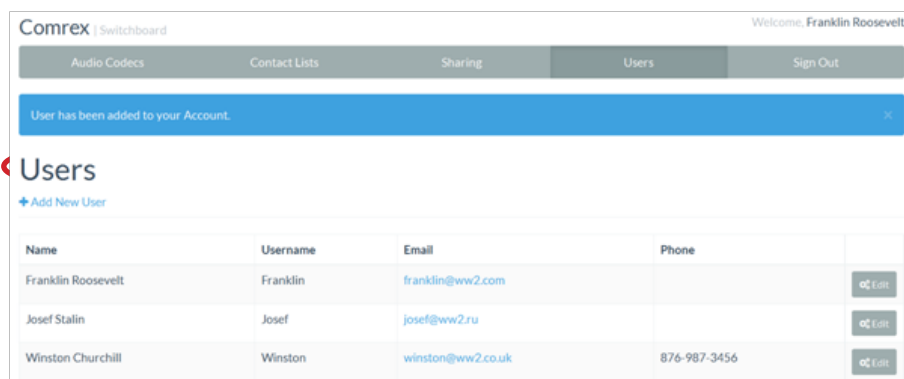 Comrex | Switchboard
Welcome, Franklin Roosevelt
Audio Codecs Contact Lists Sharing Users Sign Out
User has been added to your Account. ×
Users
+ Add New User
Name Username Email Phone
Franklin Roosevelt Franklin franklin@ww2.com Edit
Josef Stalin Josef josef@ww2.ru Edit
Winston Churchill Winston winston@ww2.co.uk 876-987-3456 Edit